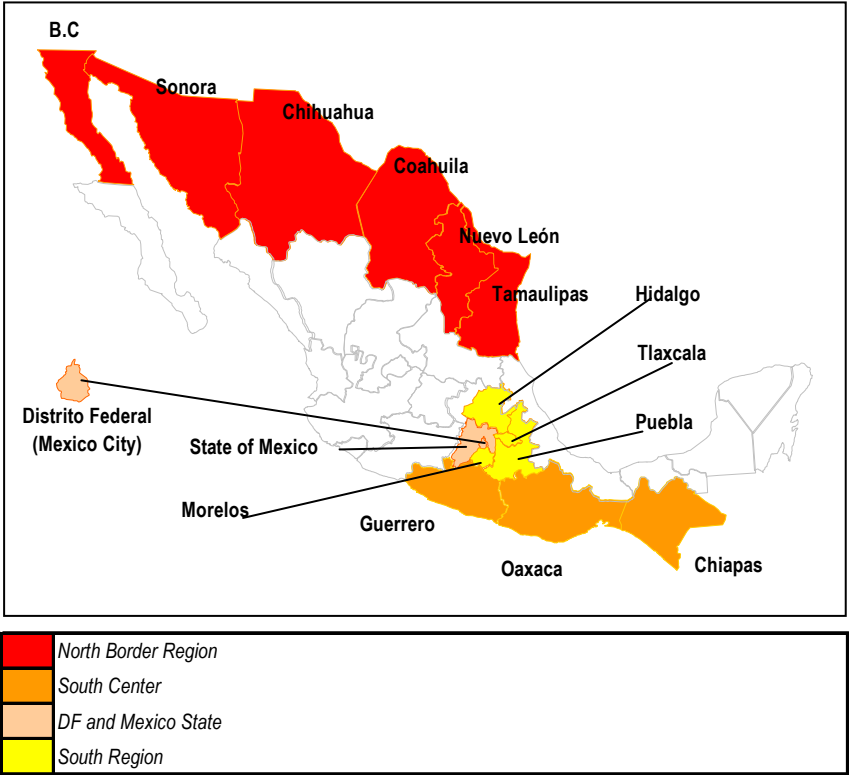 B.C
Sonora
Chihuahua
Coahuila
Nuevo León
Tamaulipas
Hidalgo
Tlaxcala
Puebla
Distrito Federal
(Mexico City)
State of Mexico
Morelos
Guerrero
Oaxaca
Chiapas
North Border Region
South Center
DF and Mexico State
South Region